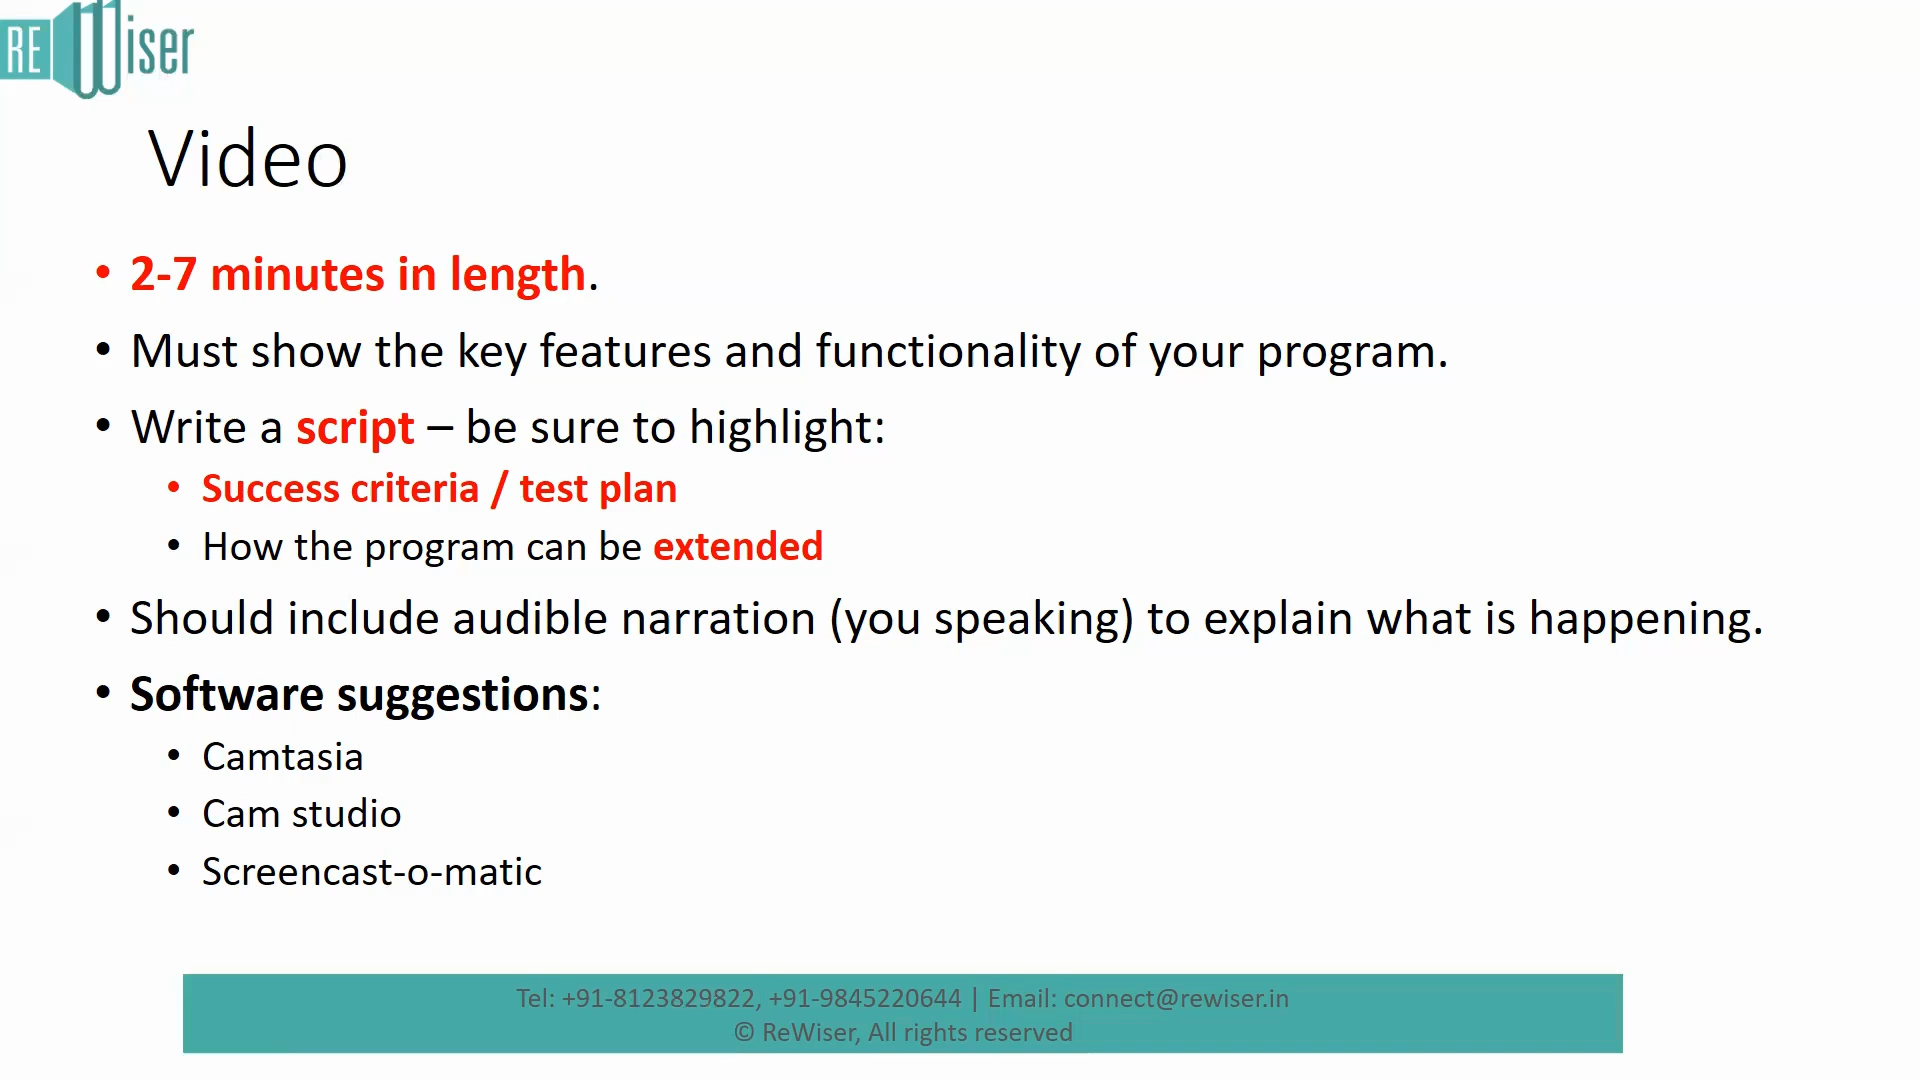 REWiser
Video
• 2-7 minutes in length.
• Must show the key features and functionality of your program.
• Write a script – be sure to highlight:
• Success criteria / test plan
• How the program can be extended
• Should include audible narration (you speaking) to explain what is happening.
• Software suggestions:
• Camtasia
• Cam studio
• Screencast-o-matic
Tel: +91-8123829822, +91-9845220644 | Email: connect@rewiser.in
© ReWiser, All rights reserved